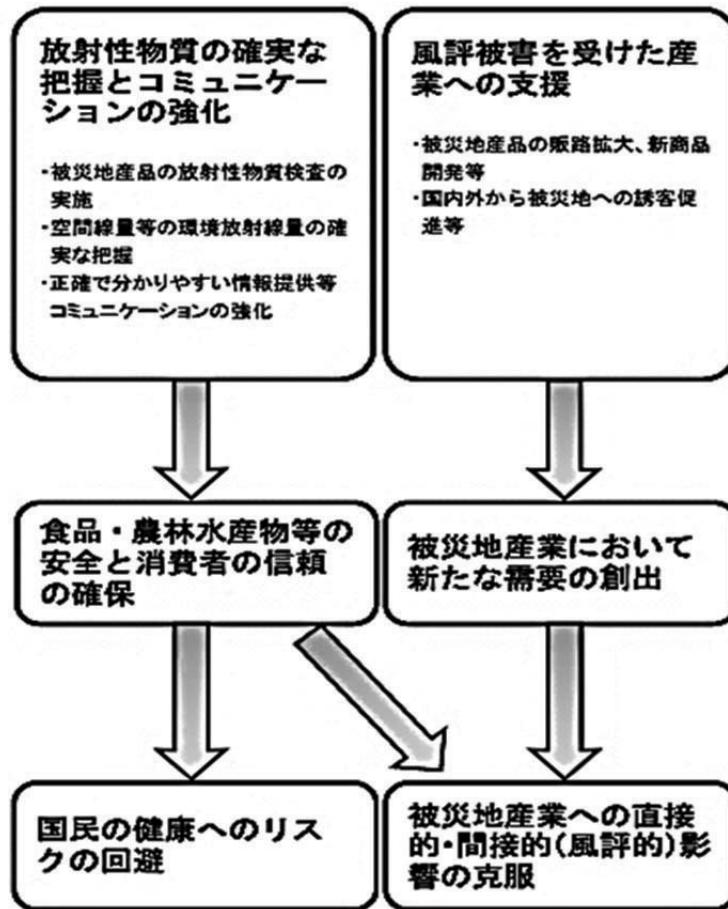 放射性物質の確実な
把握とコミュニケー
ションの強化
・被災地産品の放射性物質検査の
実施
・空間線量等の環境放射線量の確
実な把握
・正確で分かりやすい情報提供等
コミュニケーションの強化
風評被害を受けた産
業への支援
・被災地産品の販路拡大、新商品
開発等
・国内外から被災地への誘客促
進等
食品・農林水産物等の
安全と消費者の信頼
の確保
被災地産業において
新たな需要の創出
国民の健康へのリス
クの回避
被災地産業への直接
的・間接的(風評的)影
響の克服